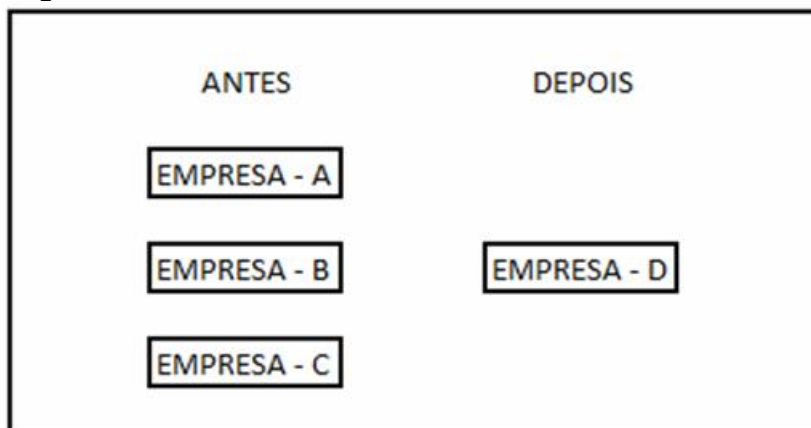 ANTES DEPOIS
EMPRESA - A
EMPRESA - B EMPRESA - D
EMPRESA - C